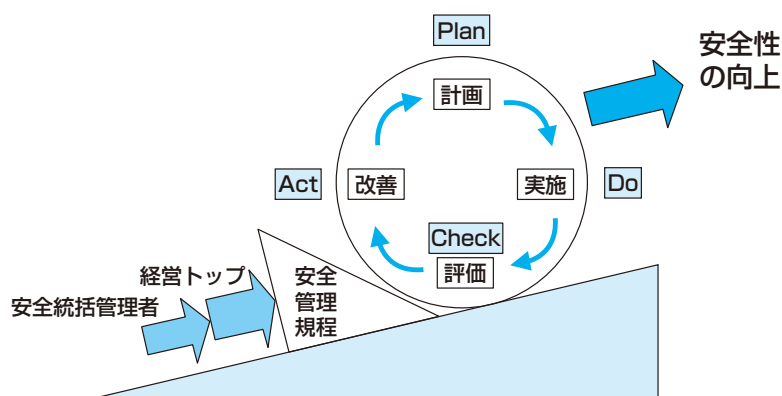 Plan
安全性
の向上
計画
Act
改善
実施
Do
Check
評価
経営トップ
安全統括管理者
安全
管理
規程